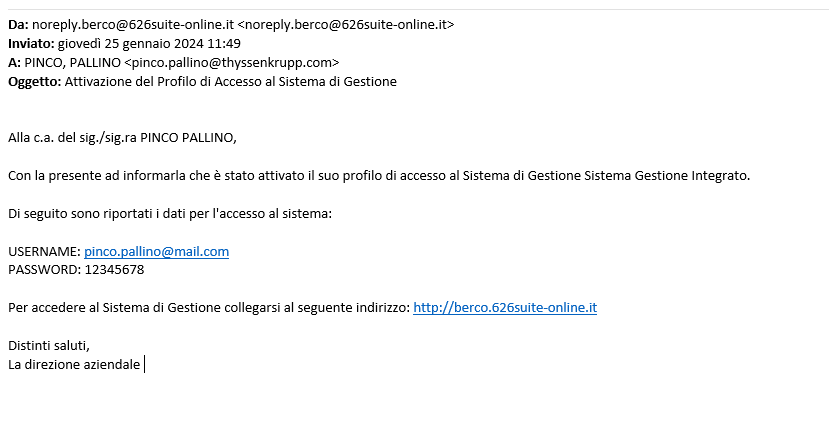 Da: noreply.berco@626suite-online.it <noreply.berco@626suite-online.it>
Inviato: giovedì 25 gennaio 2024 11:49
A: PINCO, PALLINO <pinco.pallino@thyssenkrupp.com>
Oggetto: Attivazione del Profilo di Accesso al Sistema di Gestione
Alla c.a. del sig./sig.ra PINCO PALLINO,
Con la presente ad informarla che è stato attivato il suo profilo di accesso al Sistema di Gestione Sistema Gestione Integrato.
Di seguito sono riportati i dati per l'accesso al sistema:
USERNAME: pinco.pallino@mail.com
PASSWORD: 12345678
Per accedere al Sistema di Gestione collegarsi al seguente indirizzo: http://berco.626suite-online.it
Distinti saluti,
La direzione aziendale